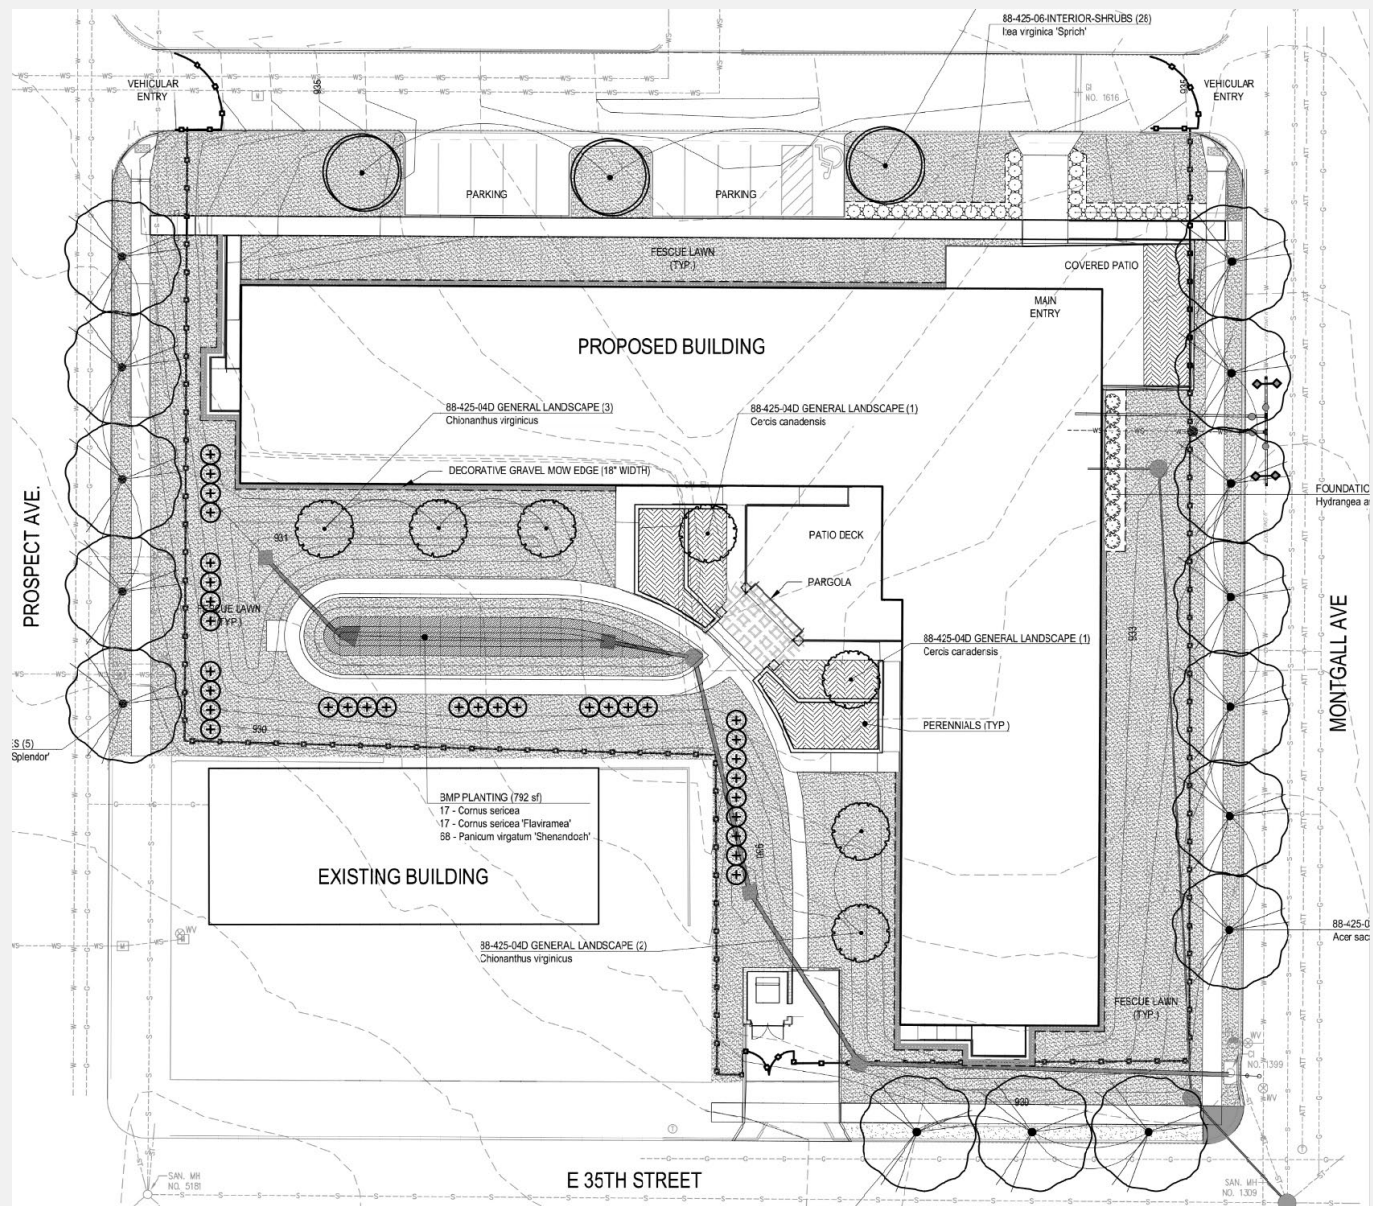 88-425-06-INTERIOR-SHRUBS (28)
Itea virginica 'Sprich'
VEHICULAR
ENTRY
935
VEHICULAR
ENTRY
935
NO. 1616
PARKING
PARKING
FESCUE LAWN
(TYP.)
COVERED PATIO
MAIN
ENTRY
PROPOSED BUILDING
88-425-04D GENERAL LANDSCAPE (3)
Chionanthus virginicus
88-425-04D GENERAL LANDSCAPE (1)
Cercis canadensis
DECORATIVE GRAVEL MOW EDGE (18" WIDTH)
FOUNDATIO
Hydrangea a
PROSPECT AVE.
931
PATIO DECK
PARGOLA
LAWN
(TYP.)
933
MONTGALL AVE
88-425-04D GENERAL LANDSCAPE (1)
Cercis canadensis
PERENNIALS (TYP.)
930
S (5)
Splendor'
BMP PLANTING (792 sf)
17 - Cornus sericea
17 - Cornus sericea 'Flaviramea'
68 - Panicum virgatum 'Shenandoah'
EXISTING BUILDING
WV
88-425-04D GENERAL LANDSCAPE (2)
Chionanthus virginicus
88-425-0
Acer sac
FESCUE LAWN
(TYP.)
WV
CI
NO. 1399
WV
930
E 35TH STREET
SAN. MH
NO. 5181
SAN. MH
NO. 1309